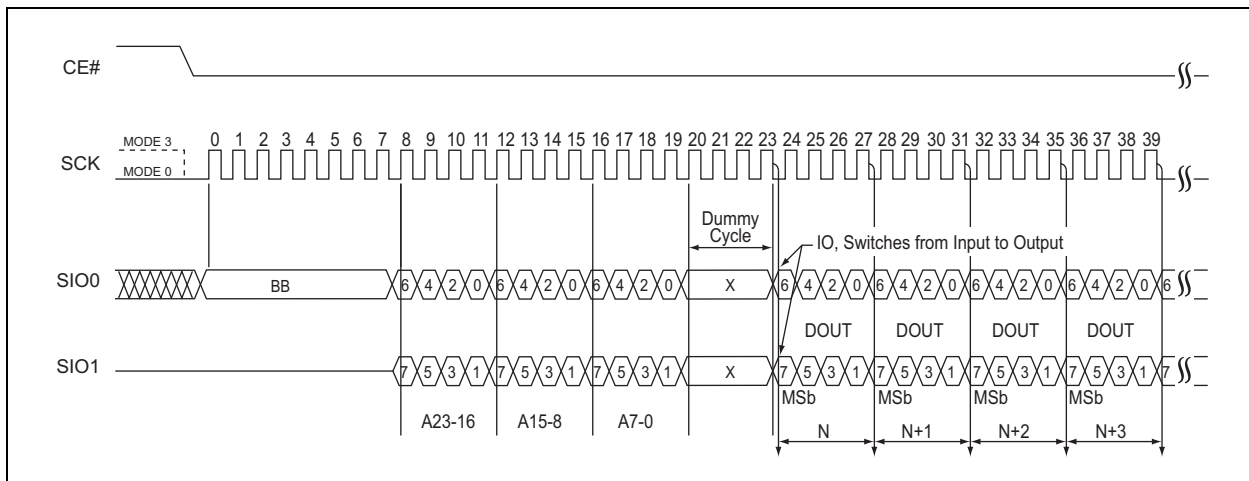 CE#
MODE 3
0 1 2 3 4 5 6 7 8 9 10 11 12 13 14 15 16 17 18 19 20 21 22 23 24 25 26 27 28 29 30 31 32 33 34 35 36 37 38 39
SCK
MODE 0
Dummy
Cycle
IO, Switches from Input to Output
SIO0
BB
6 4 2 0 6 4 2 0 6 4 2 0 X 6 4 2 0 6 4 2 0 6 4 2 0 6 4 2 0 6
DOUT DOUT DOUT DOUT
SIO1
7 5 3 1 7 5 3 1 7 5 3 1 X 7 5 3 1 7 5 3 1 7 5 3 1 7 5 3 1 7
MSb MSb MSb MSb
A23-16 A15-8 A7-0
N N+1 N+2 N+3